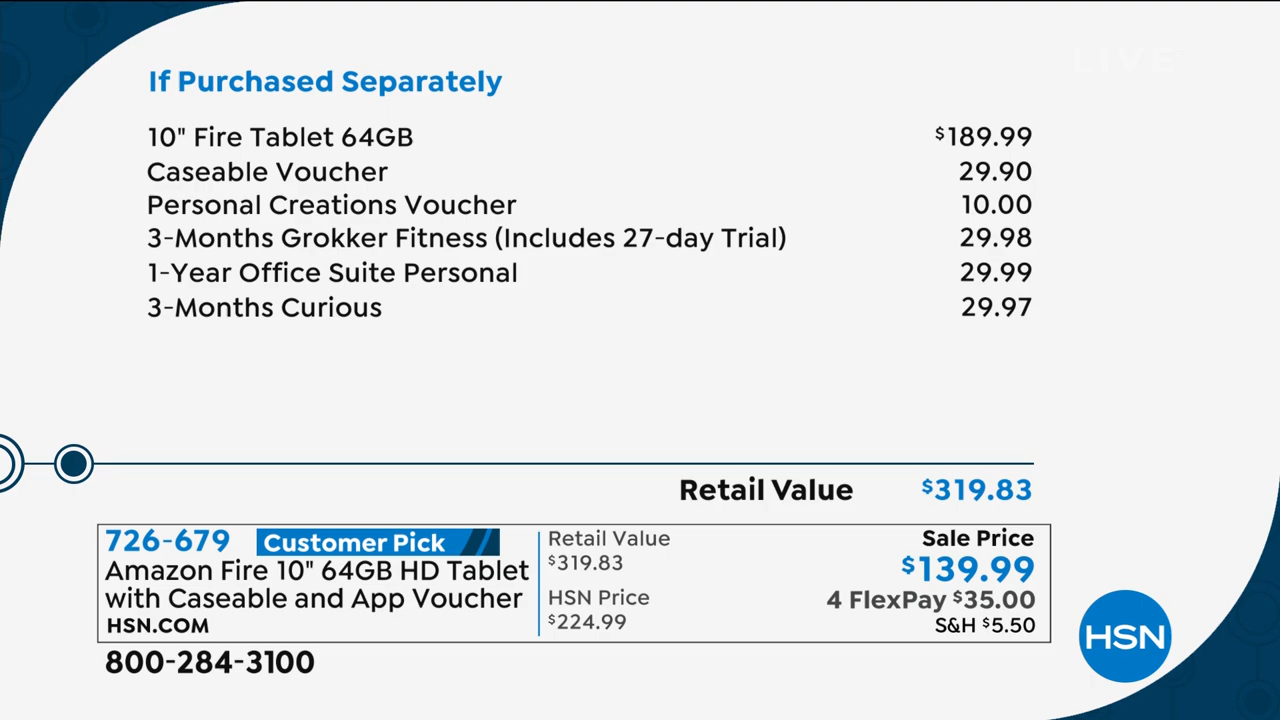 LIVE
If Purchased Separately
10" Fire Tablet 64GB $189.99
Caseable Voucher 29.90
Personal Creations Voucher 10.00
3-Months Grokker Fitness (Includes 27-day Trial) 29.98
1-Year Office Suite Personal 29.99
3-Months Curious 29.97
Retail Value $319.83
726-679 Customer Pick
Amazon Fire 10" 64GB HD Tablet
with Caseable and App Voucher
HSN.COM
Retail Value
$319.83
HSN Price
$224.99
Sale Price
$139.99
4 FlexPay $35.00
S&H $5.50
HSN
800-284-3100